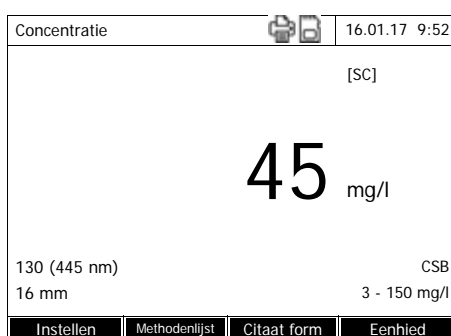 Concentratie 16.01.17 9:52
[SC]
45 mg/l
130 (445 nm) CSB
16 mm 3 - 150 mg/l
Instellen Methodenlijst Citaat form Eenhied